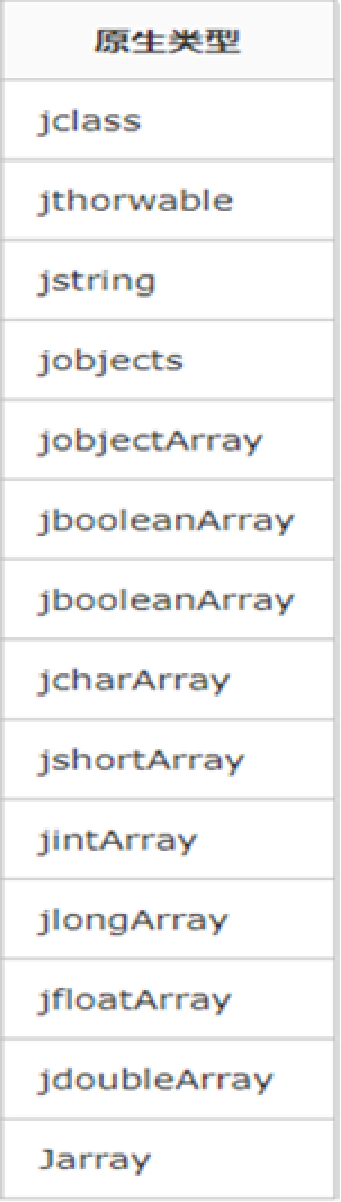 原生类型
jclass
jthorwable
jstring
jobjects
jobjectArray
jbooleanArray
jbooleanArray
jcharArray
jshortArray
jintArray
jlongArray
jfloatArray
jdoubleArray
Jarray